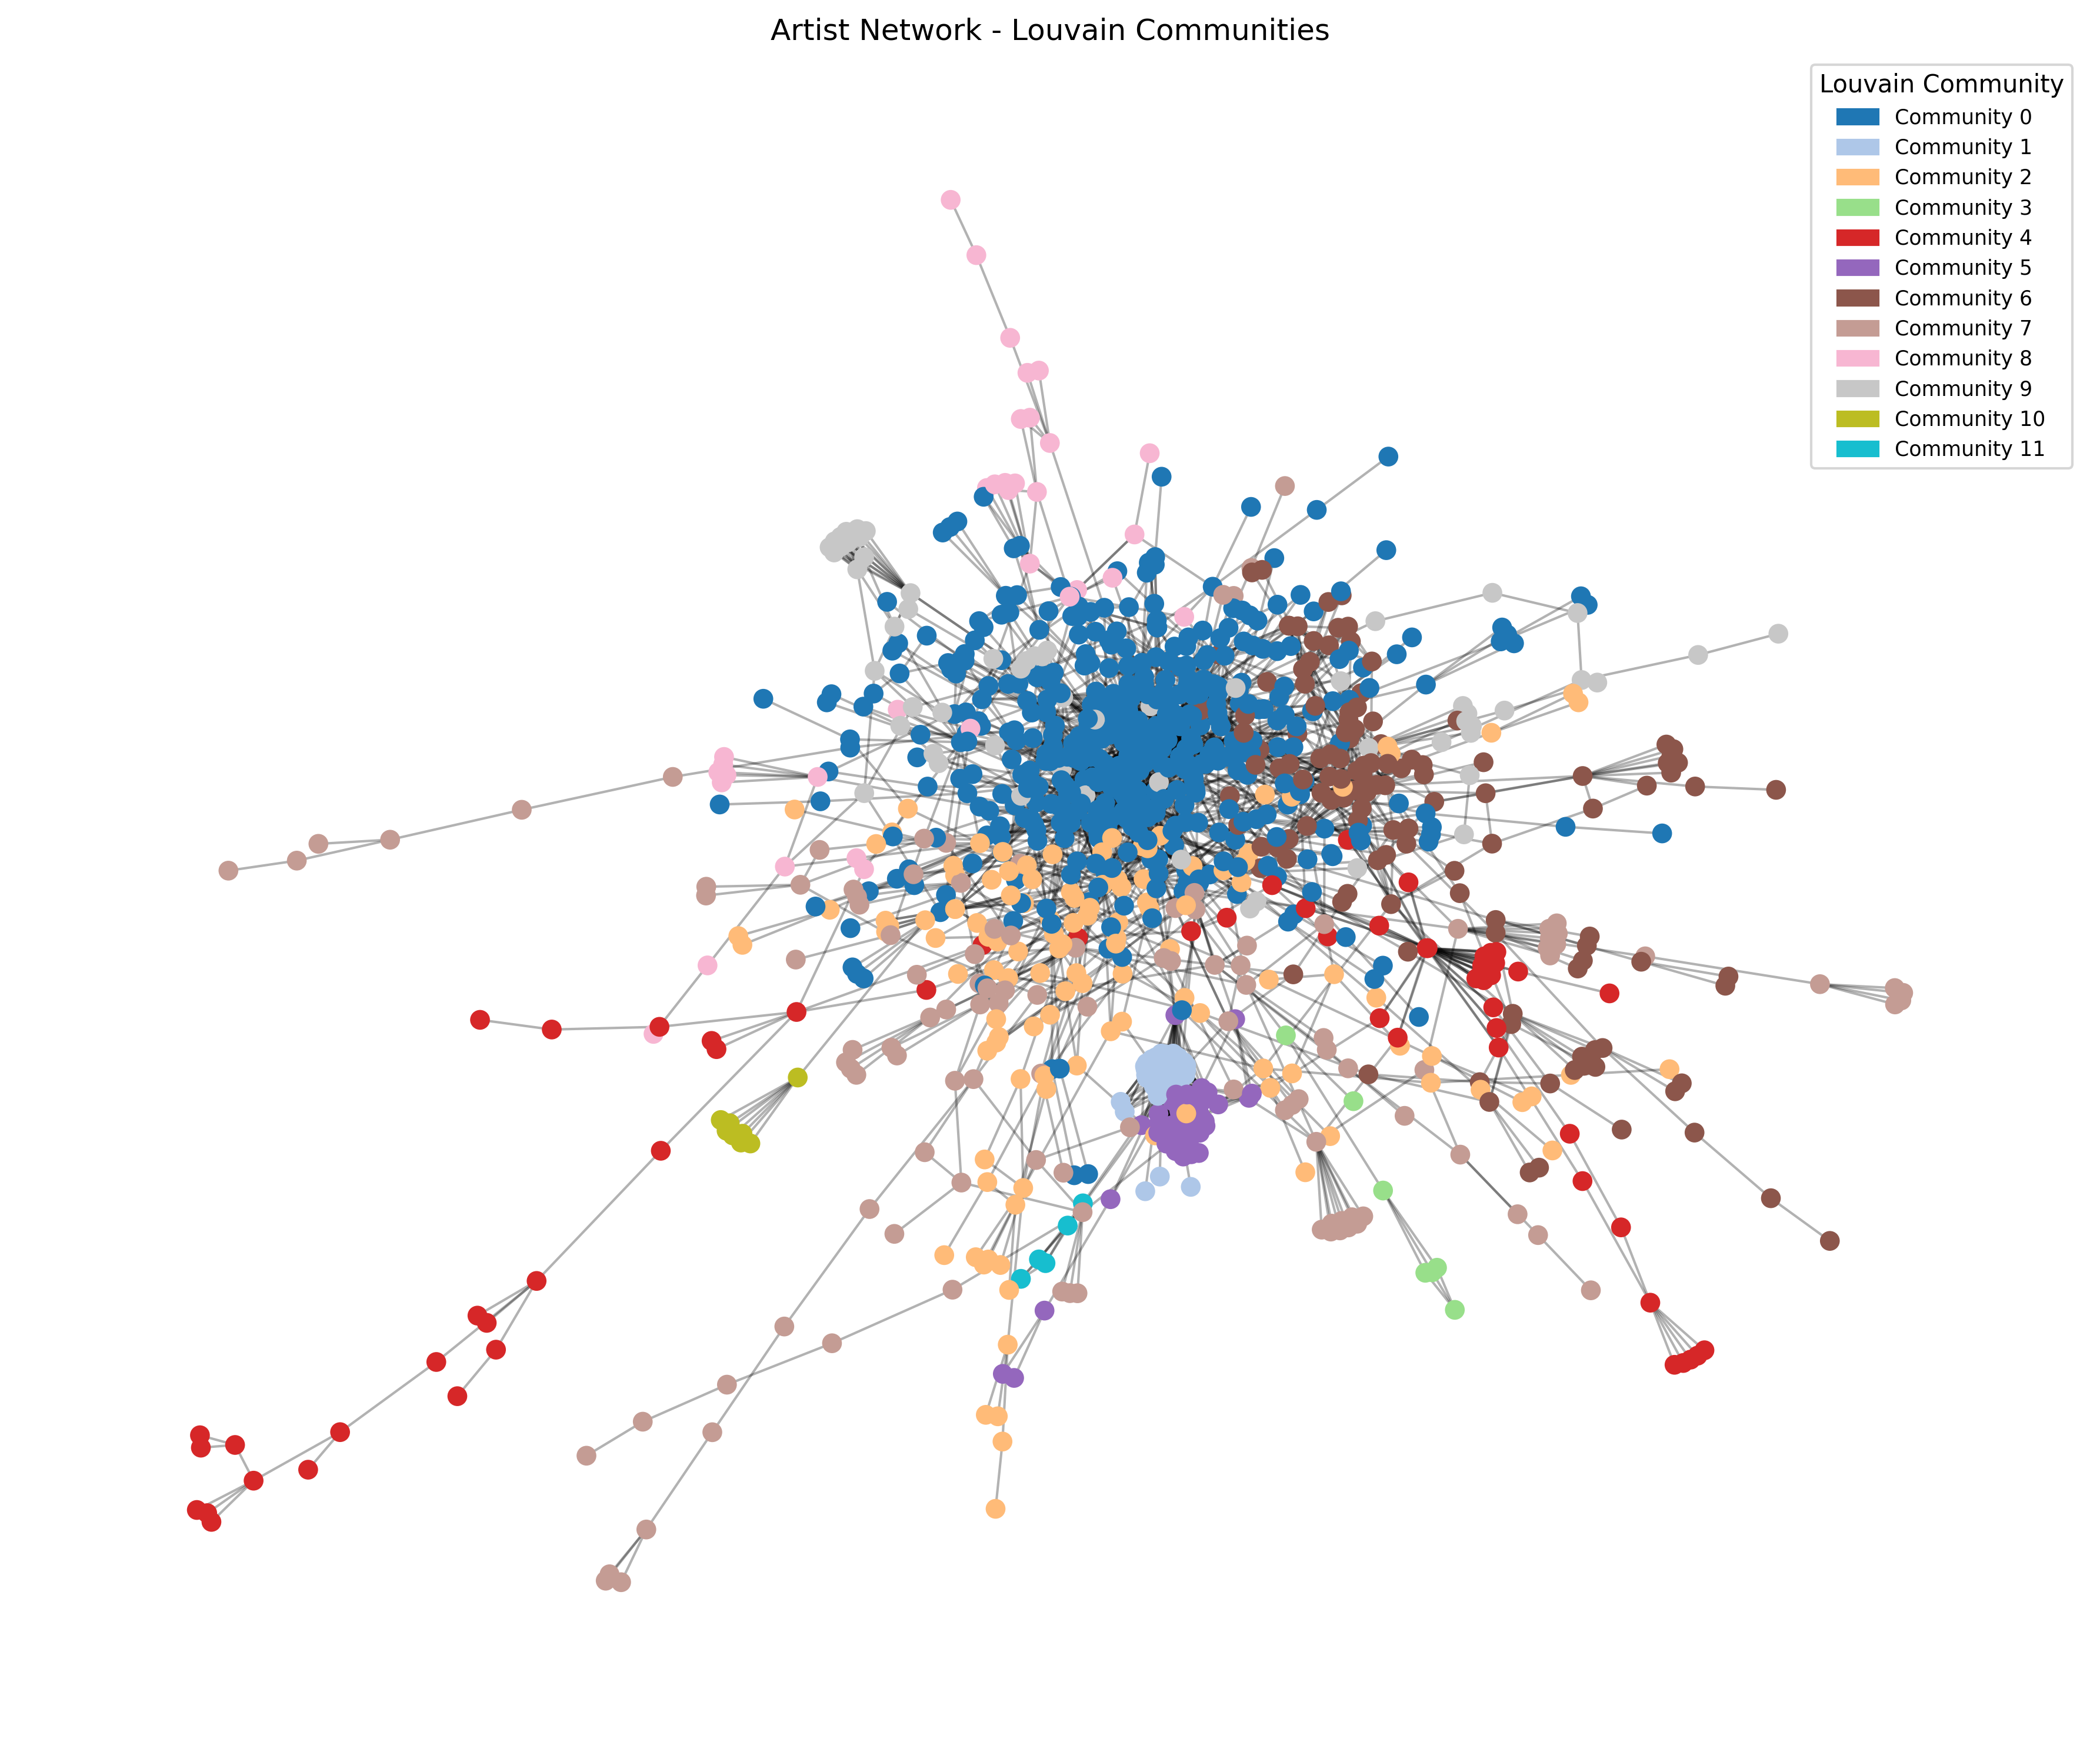 Artist Network - Louvain Communities
Louvain Community
Community 0
Community 1
Community 2
Community 3
Community 4
Community 5
Community 6
Community 7
Community 8
Community 9
Community 10
Community 11